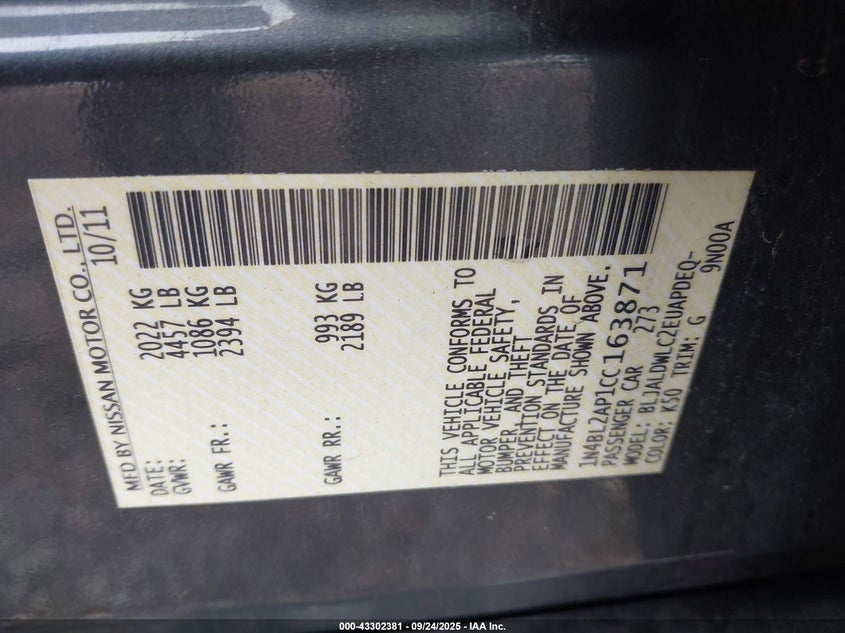 MFD BY NISSAN MOTOR CO., LTD.
DATE: 10/11
GVWR: 2022 KG
4457 LB
GAWR FR.: 1086 KG
2394 LB
GAWR RR.: 993 KG
2189 LB
THIS VEHICLE CONFORMS TO
ALL APPLICABLE FEDERAL
MOTOR VEHICLE SAFETY,
BUMPER, AND THEFT
PREVENTION STANDARDS IN
EFFECT ON THE DATE OF
MANUFACTURE SHOWN ABOVE.
1N4BL2AP1CC163871
PASSENGER CAR 273
MODEL: BLJALDWLC2EUAPDEQ-
COLOR: K50 TRIM: G 9N00A
000-43302381 - 09/24/2025 - IAA Inc.